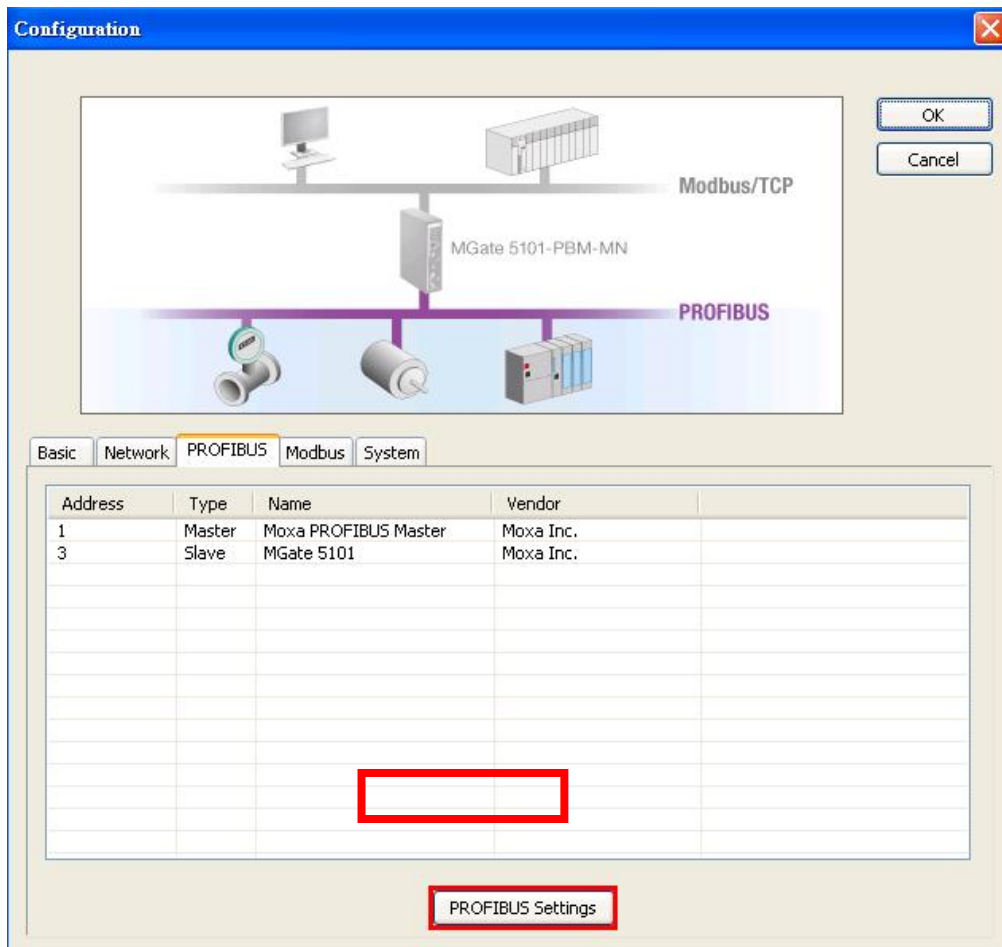 Configuration
OK
Cancel
Modbus/TCP
MGate 5101-PBM-MN
PROFIBUS
Basic Network PROFIBUS Modbus System
Address Type Name Vendor
1 Master Moxa PROFIBUS Master Moxa Inc.
3 Slave MGate 5101 Moxa Inc.
PROFIBUS Settings